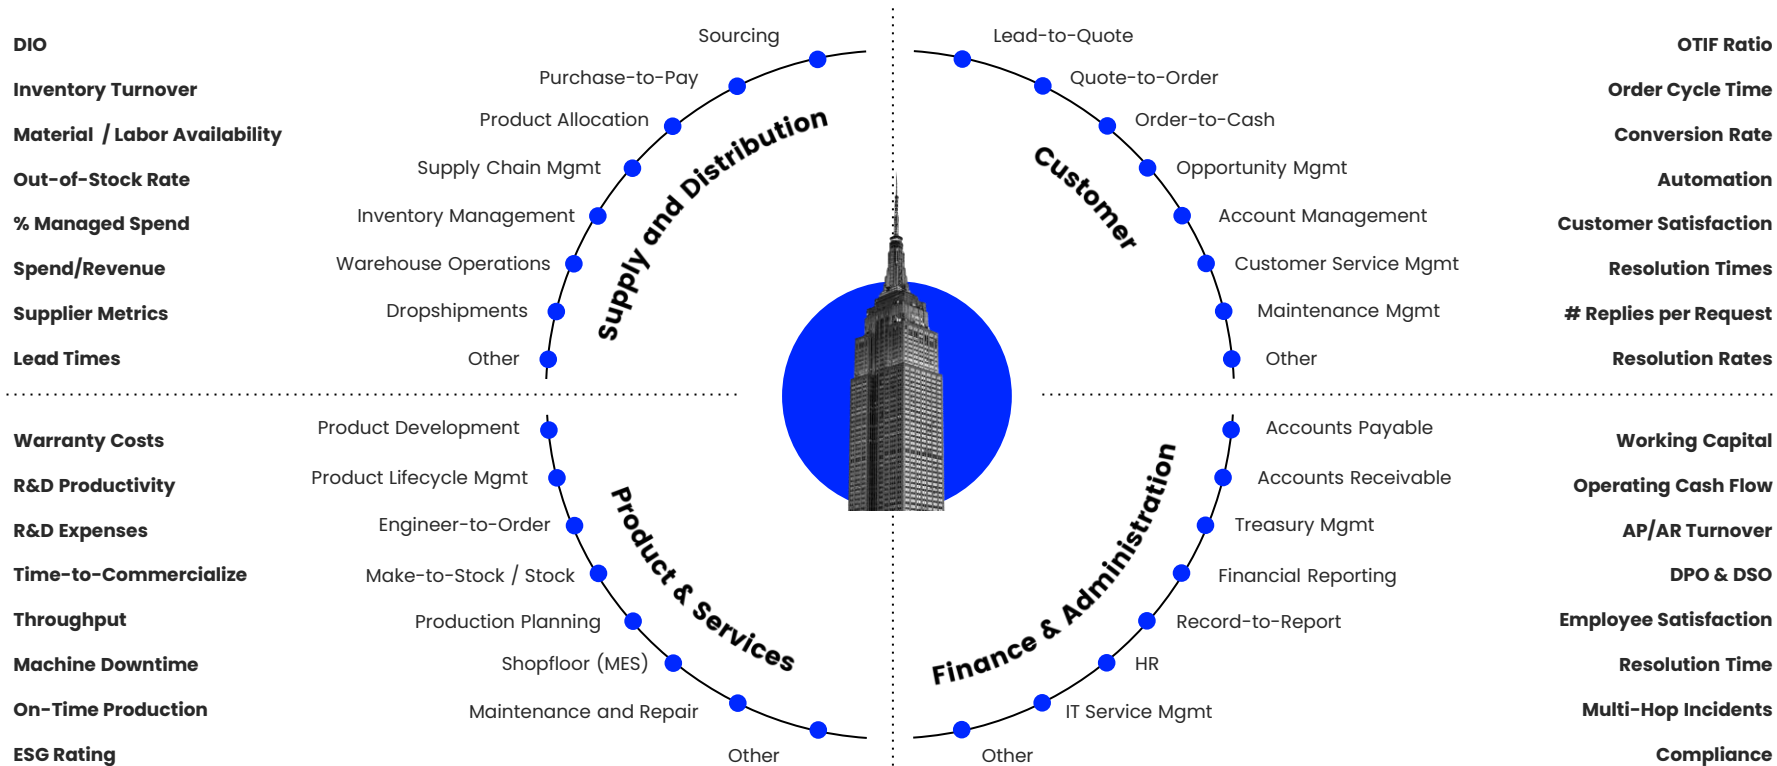 DIO
Inventory Turnover
Material / Labor Availability
Out-of-Stock Rate
% Managed Spend
Spend/Revenue
Supplier Metrics
Lead Times
Sourcing
Purchase-to-Pay
Product Allocation
Supply Chain Mgmt
Inventory Management
Warehouse Operations
Dropshipments
Other
Supply and Distribution
Lead-to-Quote
Quote-to-Order
Order-to-Cash
Opportunity Mgmt
Account Management
Customer Service Mgmt
Maintenance Mgmt
Other
Customer
OTIF Ratio
Order Cycle Time
Conversion Rate
Automation
Customer Satisfaction
Resolution Times
# Replies per Request
Resolution Rates
Warranty Costs
R&D Productivity
R&D Expenses
Time-to-Commercialize
Throughput
Machine Downtime
On-Time Production
ESG Rating
Product Development
Product Lifecycle Mgmt
Engineer-to-Order
Make-to-Stock / Stock
Production Planning
Shopfloor (MES)
Maintenance and Repair
Other
Product & Services
Accounts Payable
Accounts Receivable
Treasury Mgmt
Financial Reporting
Record-to-Report
HR
IT Service Mgmt
Other
Finance & Administration
Working Capital
Operating Cash Flow
AP/AR Turnover
DPO & DSO
Employee Satisfaction
Resolution Time
Multi-Hop Incidents
Compliance